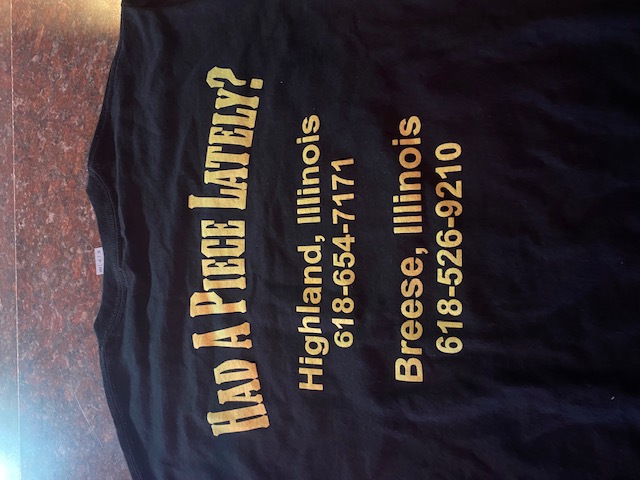 HAD A PIECE LATELY?
Highland, Illinois
618-654-7171
Breese, Illinois
618-526-9210